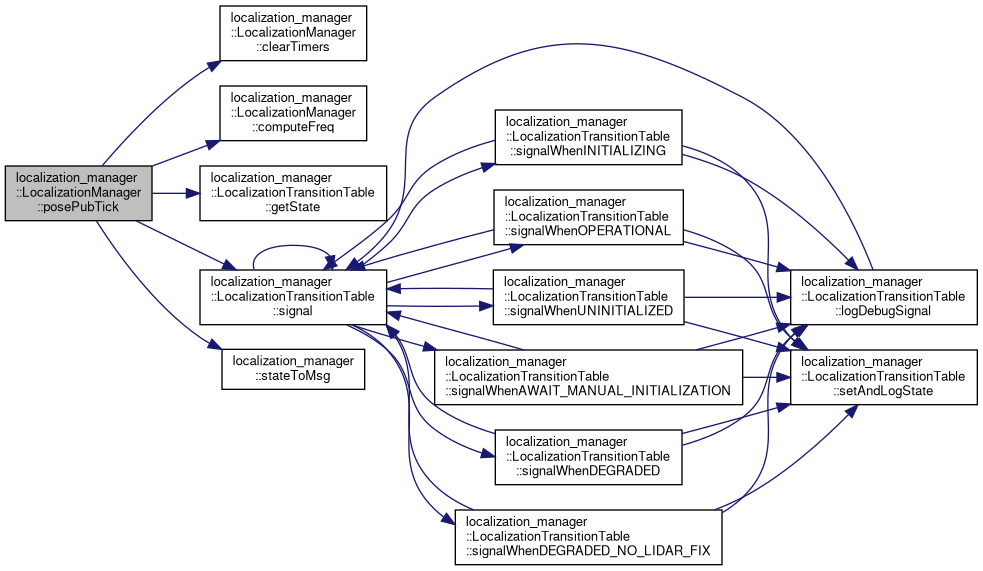 localization_manager
::LocalizationManager
::posePubTick
localization_manager
::LocalizationManager
::clearTimers
localization_manager
::LocalizationManager
::computeFreq
localization_manager
::LocalizationTransitionTable
::getState
localization_manager
::LocalizationTransitionTable
::signal
localization_manager
::stateToMsg
localization_manager
::LocalizationTransitionTable
::signalWhenINITIALIZING
localization_manager
::LocalizationTransitionTable
::signalWhenOPERATIONAL
localization_manager
::LocalizationTransitionTable
::signalWhenUNINITIALIZED
localization_manager
::LocalizationTransitionTable
::signalWhenAWAIT_MANUAL_INITIALIZATION
localization_manager
::LocalizationTransitionTable
::signalWhenDEGRADED
localization_manager
::LocalizationTransitionTable
::signalWhenDEGRADED_NO_LIDAR_FIX
localization_manager
::LocalizationTransitionTable
::logDebugSignal
localization_manager
::LocalizationTransitionTable
::setAndLogState